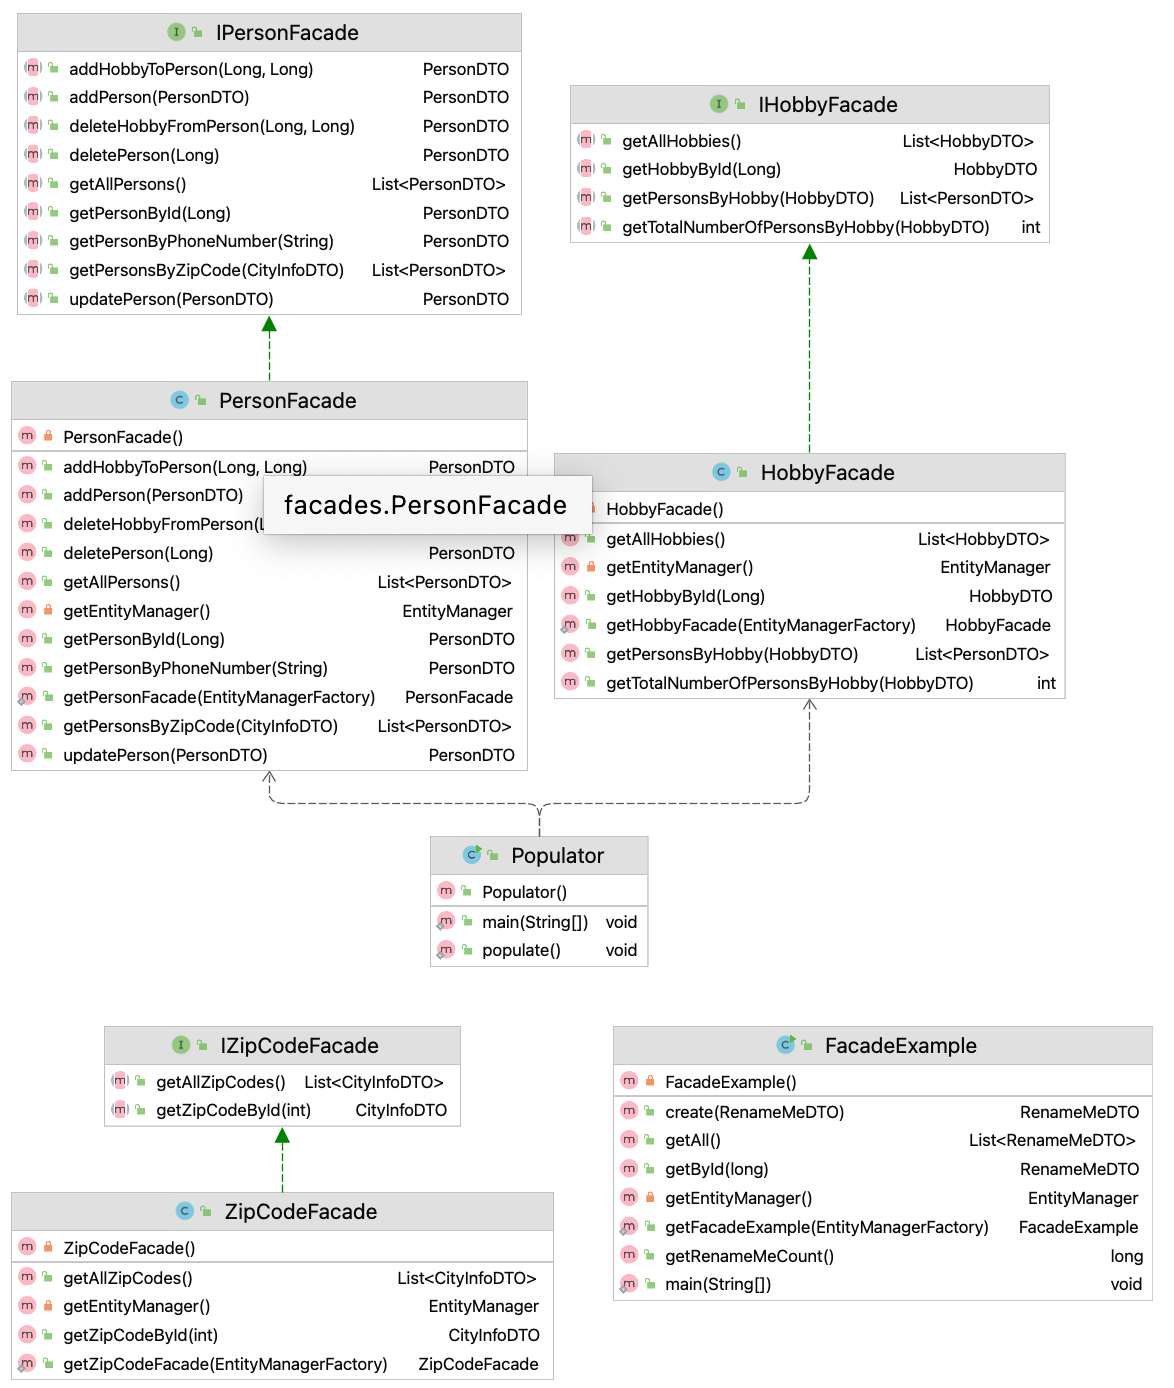 IPersonFacade
addHobbyToPerson(Long, Long) PersonDTO
addPerson(PersonDTO) PersonDTO
deleteHobbyFromPerson(Long, Long) PersonDTO
deletePerson(Long) PersonDTO
getAllPersons() List<PersonDTO>
getPersonById(Long) PersonDTO
getPersonByPhoneNumber(String) PersonDTO
getPersonsByZipCode(CityInfoDTO) List<PersonDTO>
updatePerson(PersonDTO) PersonDTO
IHobbyFacade
getAllHobbies() List<HobbyDTO>
getHobbyById(Long) HobbyDTO
getPersonsByHobby(HobbyDTO) List<PersonDTO>
getTotalNumberOfPersonsByHobby(HobbyDTO) int
PersonFacade
PersonFacade()
addHobbyToPerson(Long, Long) PersonDTO
addPerson(PersonDTO)
deleteHobbyFromPerson(L
deletePerson(Long) PersonDTO
getAllPersons() List<PersonDTO>
getEntityManager() EntityManager
getPersonById(Long) PersonDTO
getPersonByPhoneNumber(String) PersonDTO
getPersonFacade(EntityManagerFactory) PersonFacade
getPersonsByZipCode(CityInfoDTO) List<PersonDTO>
updatePerson(PersonDTO) PersonDTO
facades.PersonFacade
HobbyFacade
HobbyFacade()
getAllHobbies() List<HobbyDTO>
getEntityManager() EntityManager
getHobbyById(Long) HobbyDTO
getHobbyFacade(EntityManagerFactory) HobbyFacade
getPersonsByHobby(HobbyDTO) List<PersonDTO>
getTotalNumberOfPersonsByHobby(HobbyDTO) int
Populator
Populator()
main(String[]) void
populate() void
IZipCodeFacade
getAllZipCodes() List<CityInfoDTO>
getZipCodeById(int) CityInfoDTO
ZipCodeFacade
ZipCodeFacade()
getAllZipCodes() List<CityInfoDTO>
getEntityManager() EntityManager
getZipCodeById(int) CityInfoDTO
getZipCodeFacade(EntityManagerFactory) ZipCodeFacade
FacadeExample
FacadeExample()
create(RenameMeDTO) RenameMeDTO
getAll() List<RenameMeDTO>
getById(long) RenameMeDTO
getEntityManager() EntityManager
getFacadeExample(EntityManagerFactory) FacadeExample
getRenameMeCount() long
main(String[]) void